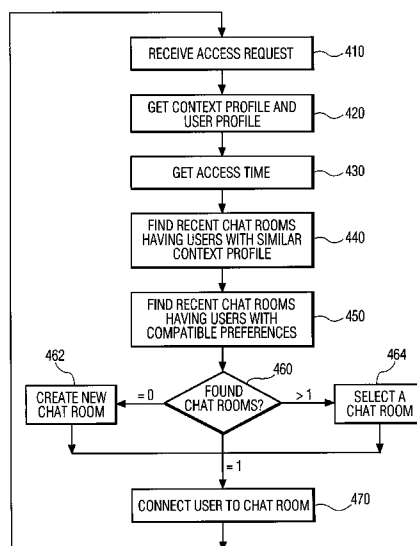 RECEIVE ACCESS REQUEST
410
GET CONTEXT PROFILE AND
USER PROFILE
420
GET ACCESS TIME
430
FIND RECENT CHAT ROOMS
HAVING USERS WITH SIMILAR
CONTEXT PROFILE
440
FIND RECENT CHAT ROOMS
HAVING USERS WITH
COMPATIBLE PREFERENCES
450
462
CREATE NEW
CHAT ROOM
= 0
FOUND
CHAT ROOMS?
460
> 1
464
SELECT A
CHAT ROOM
= 1
CONNECT USER TO CHAT ROOM
470